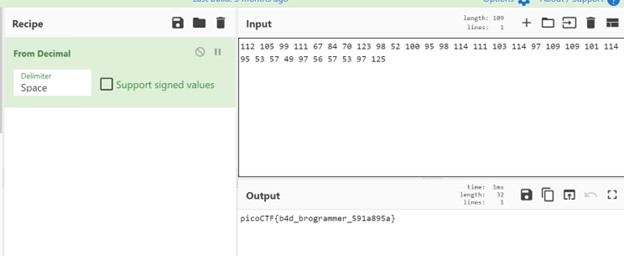 Last build: 5 months ago
Options
About / Support
Recipe
Input
length: 109
lines: 1
112 105 99 111 67 84 70 123 98 52 100 95 98 114 111 103 114 97 109 109 101 114
95 53 57 49 97 56 57 53 97 125
From Decimal
Delimiter
Space
Support signed values
Output
time: 1ms
length: 32
lines: 1
picoCTF{b4d_brogrammer_591a895a}